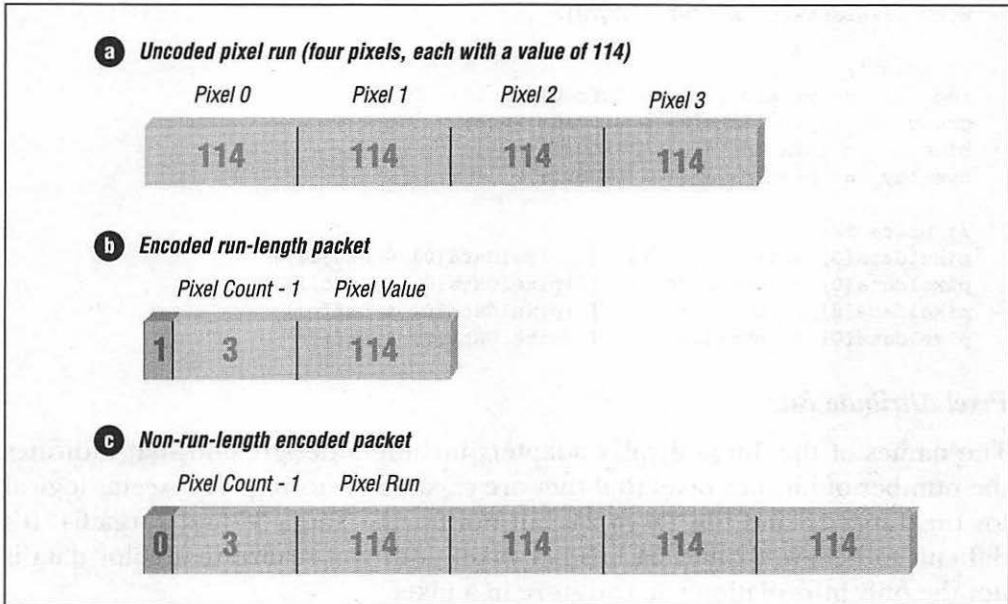 a Uncoded pixel run (four pixels, each with a value of 114)
Pixel 0 Pixel 1 Pixel 2 Pixel 3
114 114 114 114
b Encoded run-length packet
Pixel Count - 1 Pixel Value
1 3 114
c Non-run-length encoded packet
Pixel Count - 1 Pixel Run
0 3 114 114 114 114